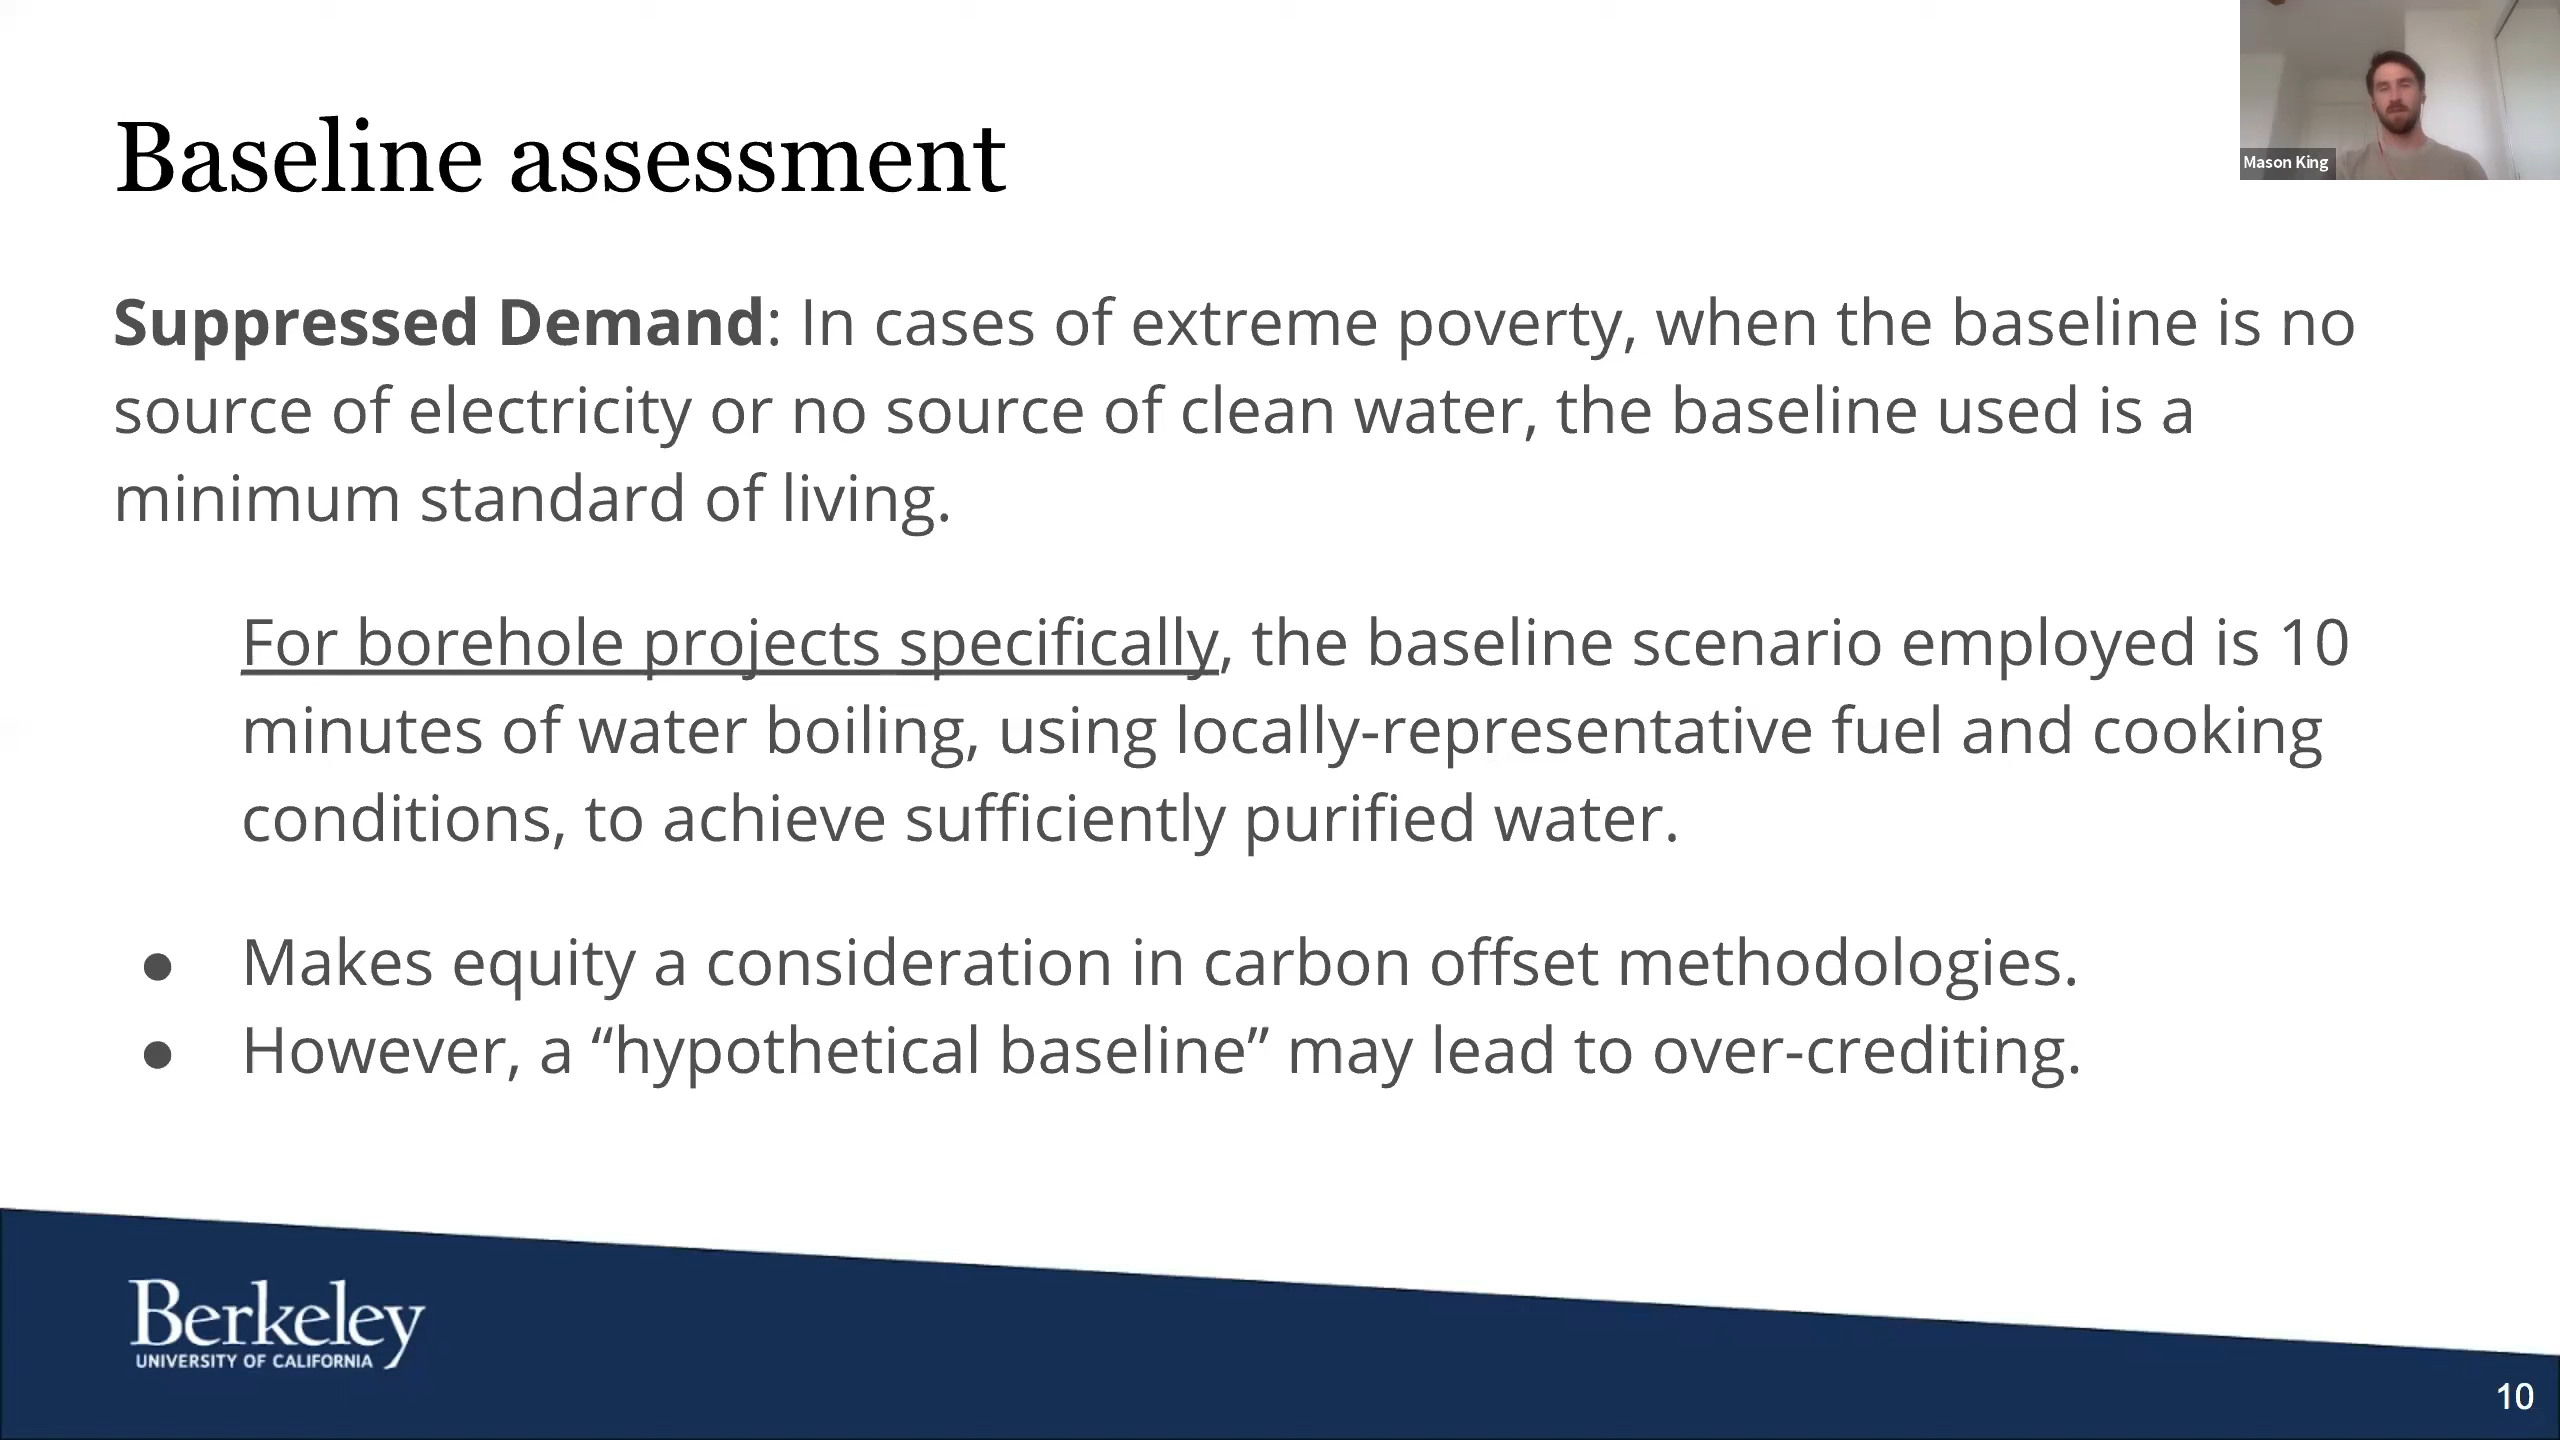 Mason King
Baseline assessment
Suppressed Demand: In cases of extreme poverty, when the baseline is no
source of electricity or no source of clean water, the baseline used is a
minimum standard of living.
For borehole projects specifically, the baseline scenario employed is 10
minutes of water boiling, using locally-representative fuel and cooking
conditions, to achieve sufficiently purified water.
● Makes equity a consideration in carbon offset methodologies.
● However, a “hypothetical baseline” may lead to over-crediting.
Berkeley
UNIVERSITY OF CALIFORNIA
10